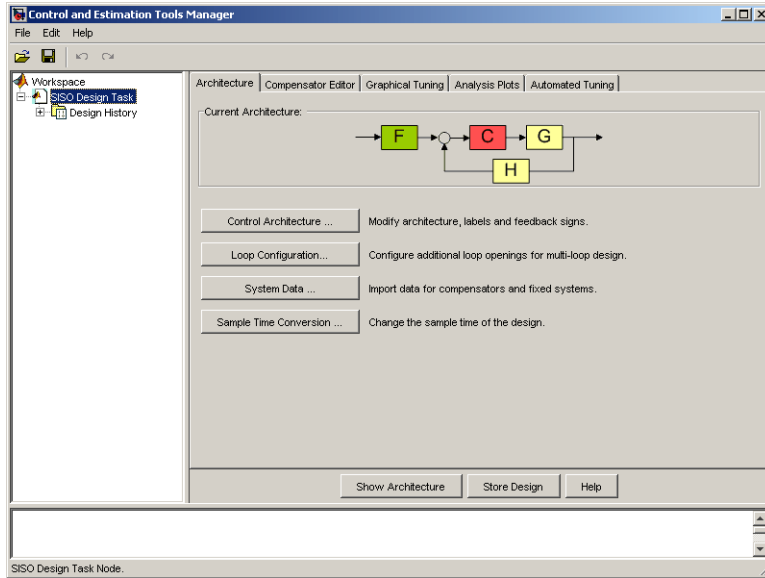 Control and Estimation Tools Manager
File Edit Help
Workspace
SISO Design Task
Design History
Architecture Compensator Editor Graphical Tuning Analysis Plots Automated Tuning
Current Architecture:
F C G
H
Control Architecture ... Modify architecture, labels and feedback signs.
Loop Configuration... Configure additional loop openings for multi-loop design.
System Data ... Import data for compensators and fixed systems.
Sample Time Conversion ... Change the sample time of the design.
Show Architecture Store Design Help
SISO Design Task Node.